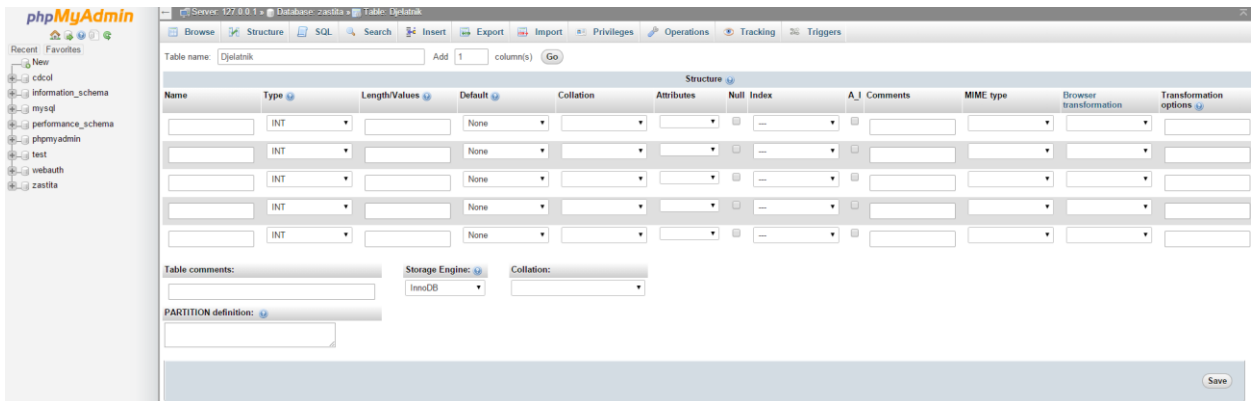 phpMyAdmin
Recent Favorites
New
cdcol
information_schema
mysql
performance_schema
phpmyadmin
test
webauth
zastita
Server: 127.0.0.1 » Database: zastita » Table: Djelatnik
Browse Structure SQL Search Insert Export Import Privileges Operations Tracking Triggers
Table name: Djelatnik Add 1 column(s) Go
Structure
Name Type Length/Values Default Collation Attributes Null Index A_I Comments MIME type Browser transformation Transformation options
INT None ---
INT None ---
INT None ---
INT None ---
INT None ---
Table comments: Storage Engine: Collation:
InnoDB
PARTITION definition:
Save